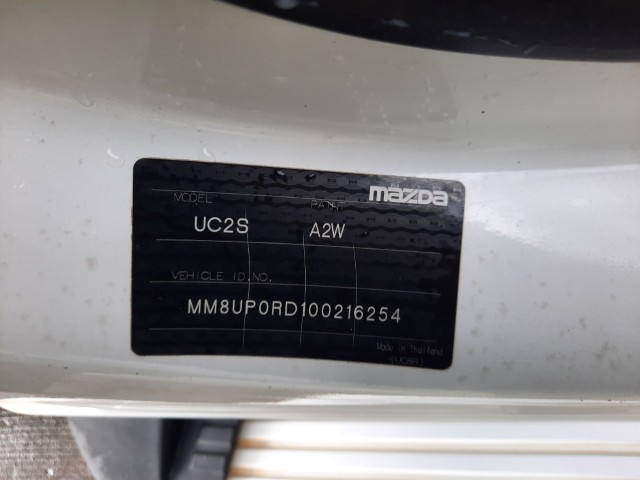 mazda
MODEL PAINT
UC2S A2W
VEHICLE ID.NO.
MM8UP0RD100216254
Made in Thailand